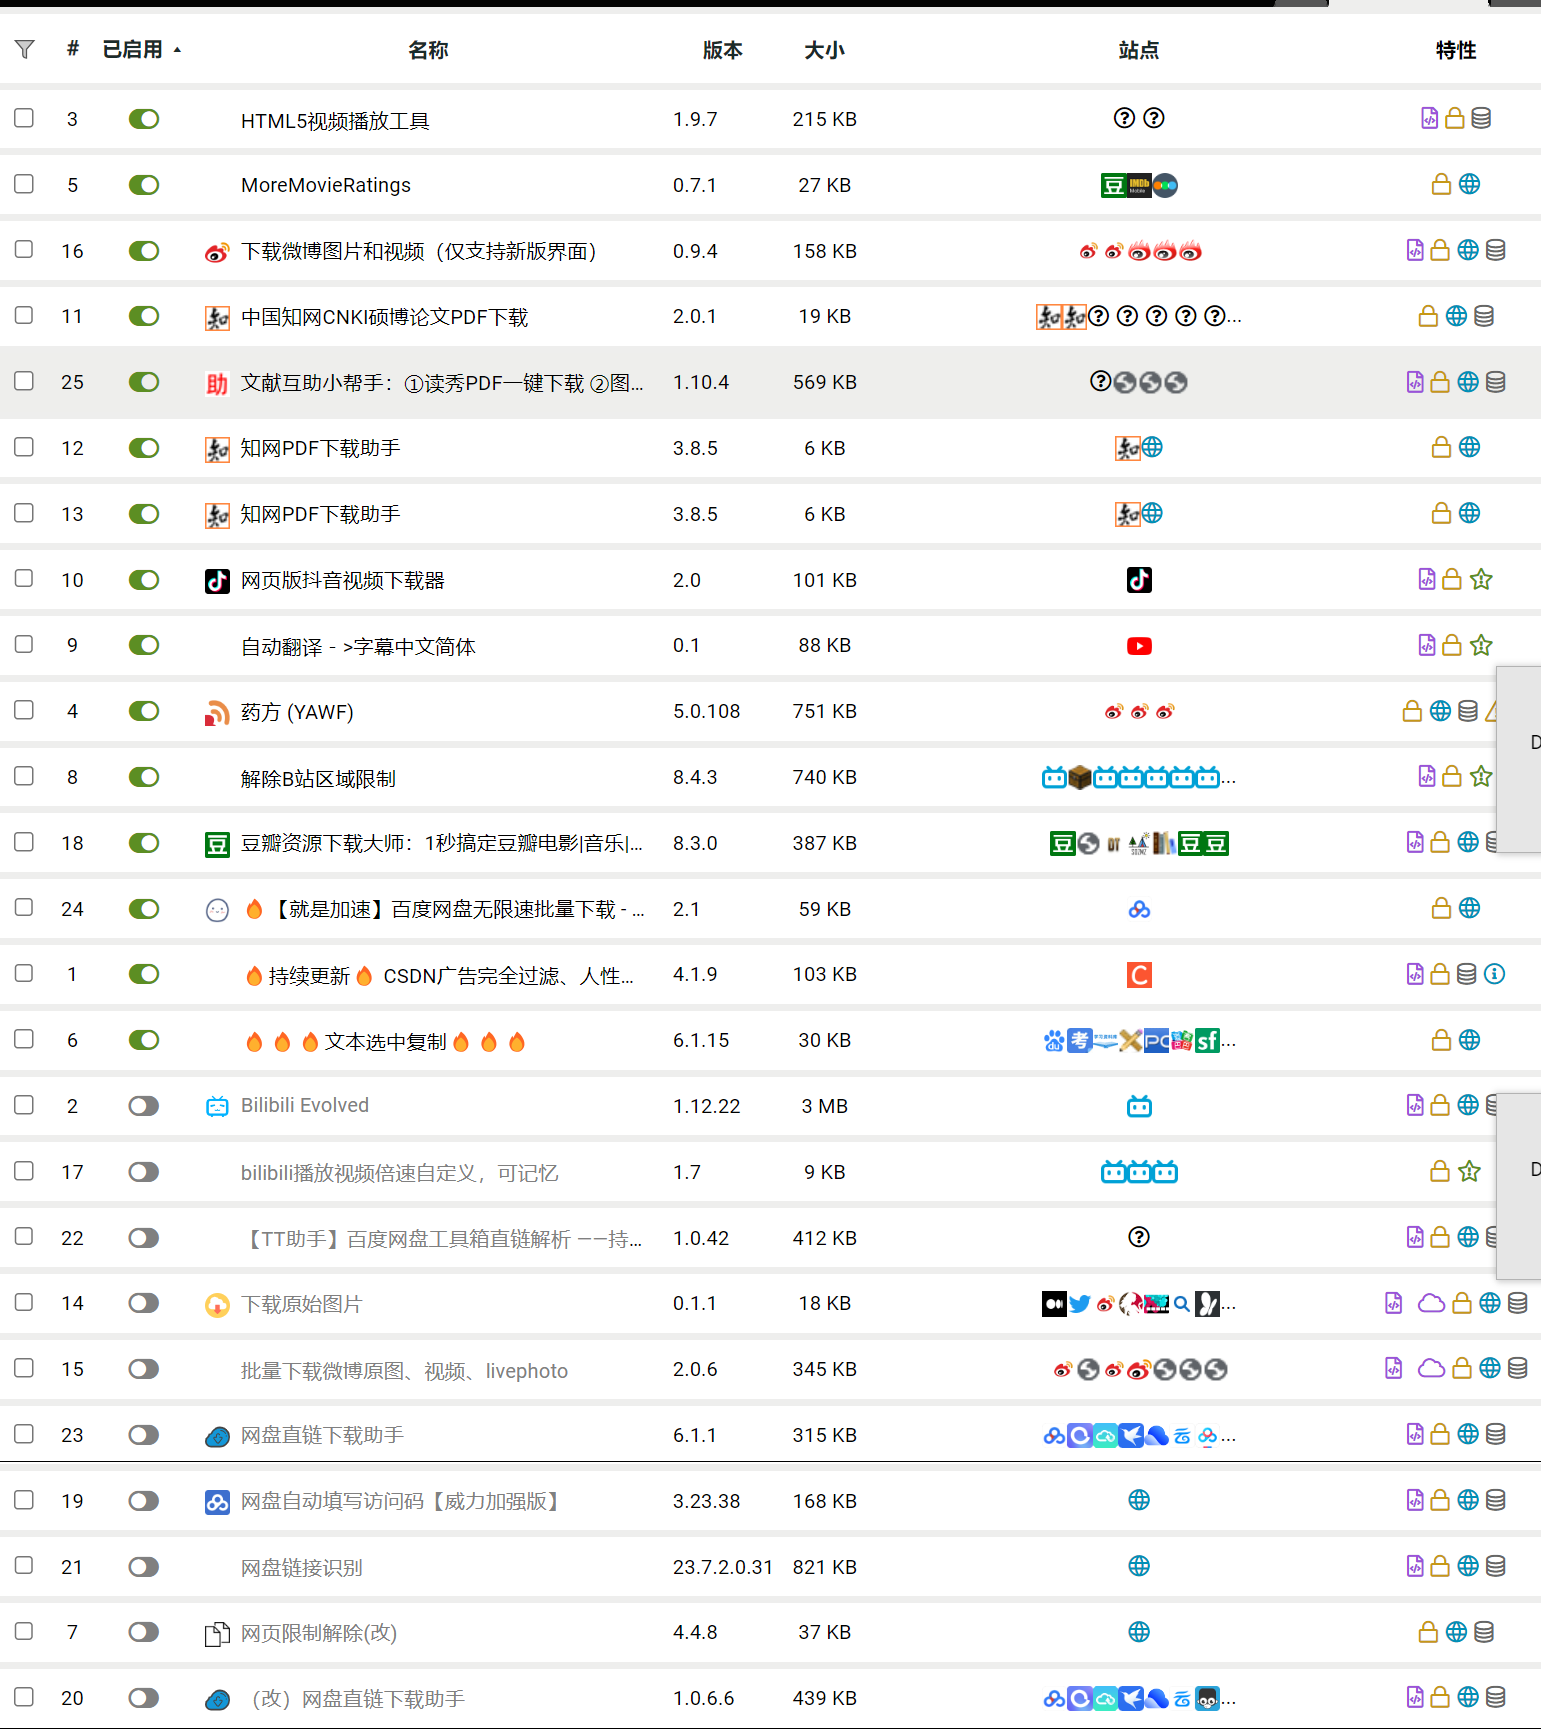 # 已启用 名称 版本 大小 站点 特性
3 HTML5视频播放工具 1.9.7 215 KB
5 MoreMovieRatings 0.7.1 27 KB
16 下载微博图片和视频（仅支持新版界面） 0.9.4 158 KB
11 中国知网CNKI硕博论文PDF下载 2.0.1 19 KB ...
25 文献互助小帮手：①读秀PDF一键下载 ②图... 1.10.4 569 KB
12 知网PDF下载助手 3.8.5 6 KB
13 知网PDF下载助手 3.8.5 6 KB
10 网页版抖音视频下载器 2.0 101 KB
9 自动翻译 - >字幕中文简体 0.1 88 KB
4 药方 (YAWF) 5.0.108 751 KB
D
8 解除B站区域限制 8.4.3 740 KB ...
18 豆瓣资源下载大师：1秒搞定豆瓣电影|音乐|... 8.3.0 387 KB
24 🔥【就是加速】百度网盘无限速批量下载 - ... 2.1 59 KB
1 🔥持续更新🔥 CSDN广告完全过滤、人性... 4.1.9 103 KB
6 🔥🔥🔥文本选中复制🔥🔥🔥 6.1.15 30 KB ...
2 Bilibili Evolved 1.12.22 3 MB
17 bilibili播放视频倍速自定义，可记忆 1.7 9 KB
D
22 【TT助手】百度网盘工具箱直链解析 ——持... 1.0.42 412 KB
14 下载原始图片 0.1.1 18 KB ...
15 批量下载微博原图、视频、livephoto 2.0.6 345 KB
23 网盘直链下载助手 6.1.1 315 KB ...
19 网盘自动填写访问码【威力加强版】 3.23.38 168 KB
21 网盘链接识别 23.7.2.0.31 821 KB
7 网页限制解除(改) 4.4.8 37 KB
20 （改）网盘直链下载助手 1.0.6.6 439 KB ...